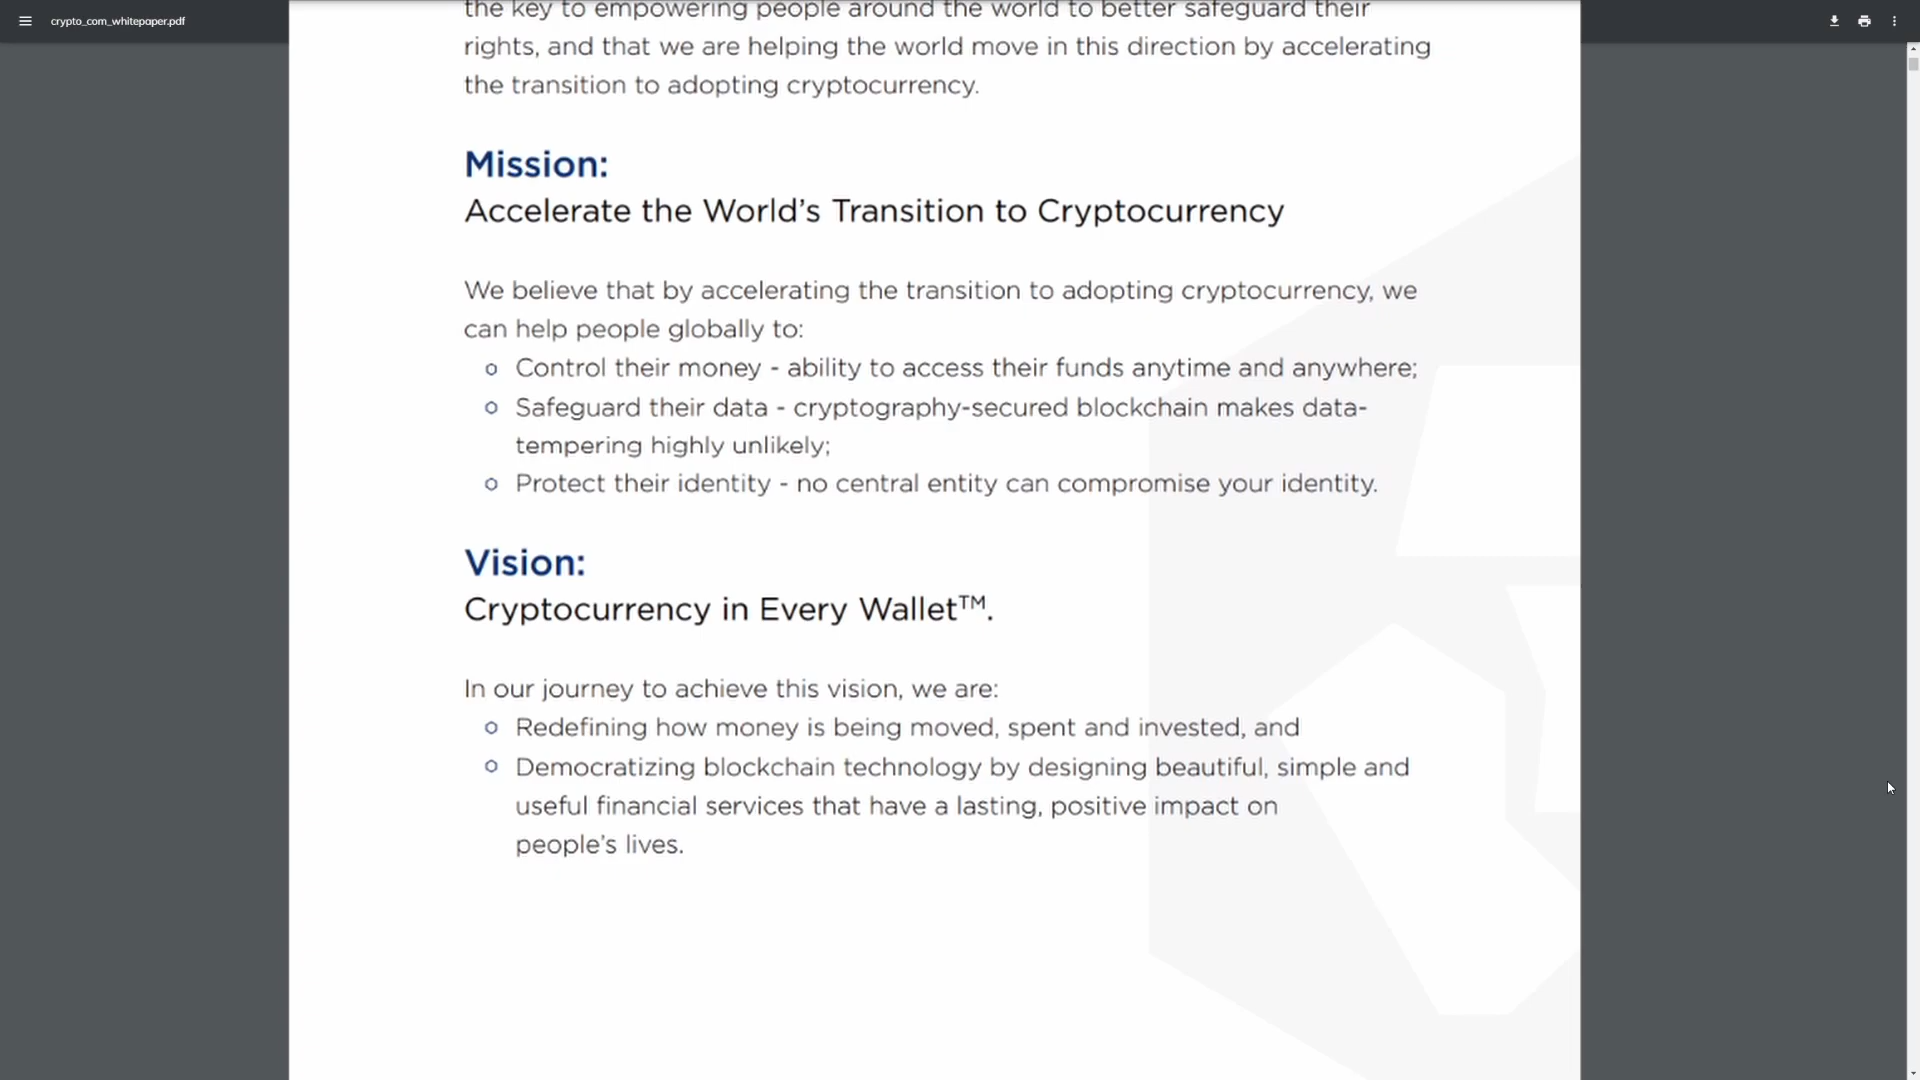 crypto_com_whitepaper.pdf
the key to empowering people around the world to better safeguard their
rights, and that we are helping the world move in this direction by accelerating
the transition to adopting cryptocurrency.
Mission:
Accelerate the World's Transition to Cryptocurrency
We believe that by accelerating the transition to adopting cryptocurrency, we
can help people globally to:
Control their money - ability to access their funds anytime and anywhere;
Safeguard their data - cryptography-secured blockchain makes data-
tempering highly unlikely;
Protect their identity - no central entity can compromise your identity.
Vision:
Cryptocurrency in Every Wallet™.
In our journey to achieve this vision, we are:
Redefining how money is being moved, spent and invested, and
Democratizing blockchain technology by designing beautiful, simple and
useful financial services that have a lasting, positive impact on
people's lives.